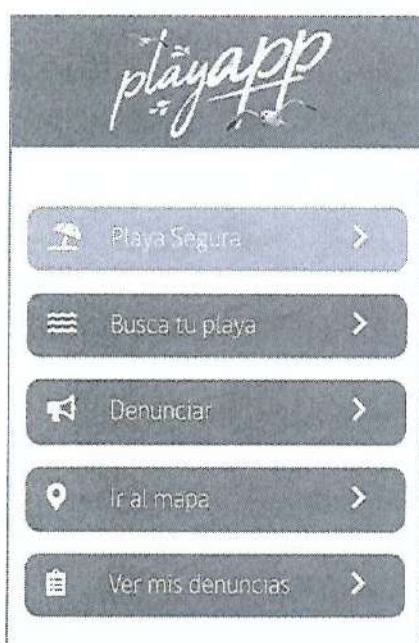 playapp
Playa Segura
Busca tu playa
Denunciar
Ir al mapa
Ver mis denuncias